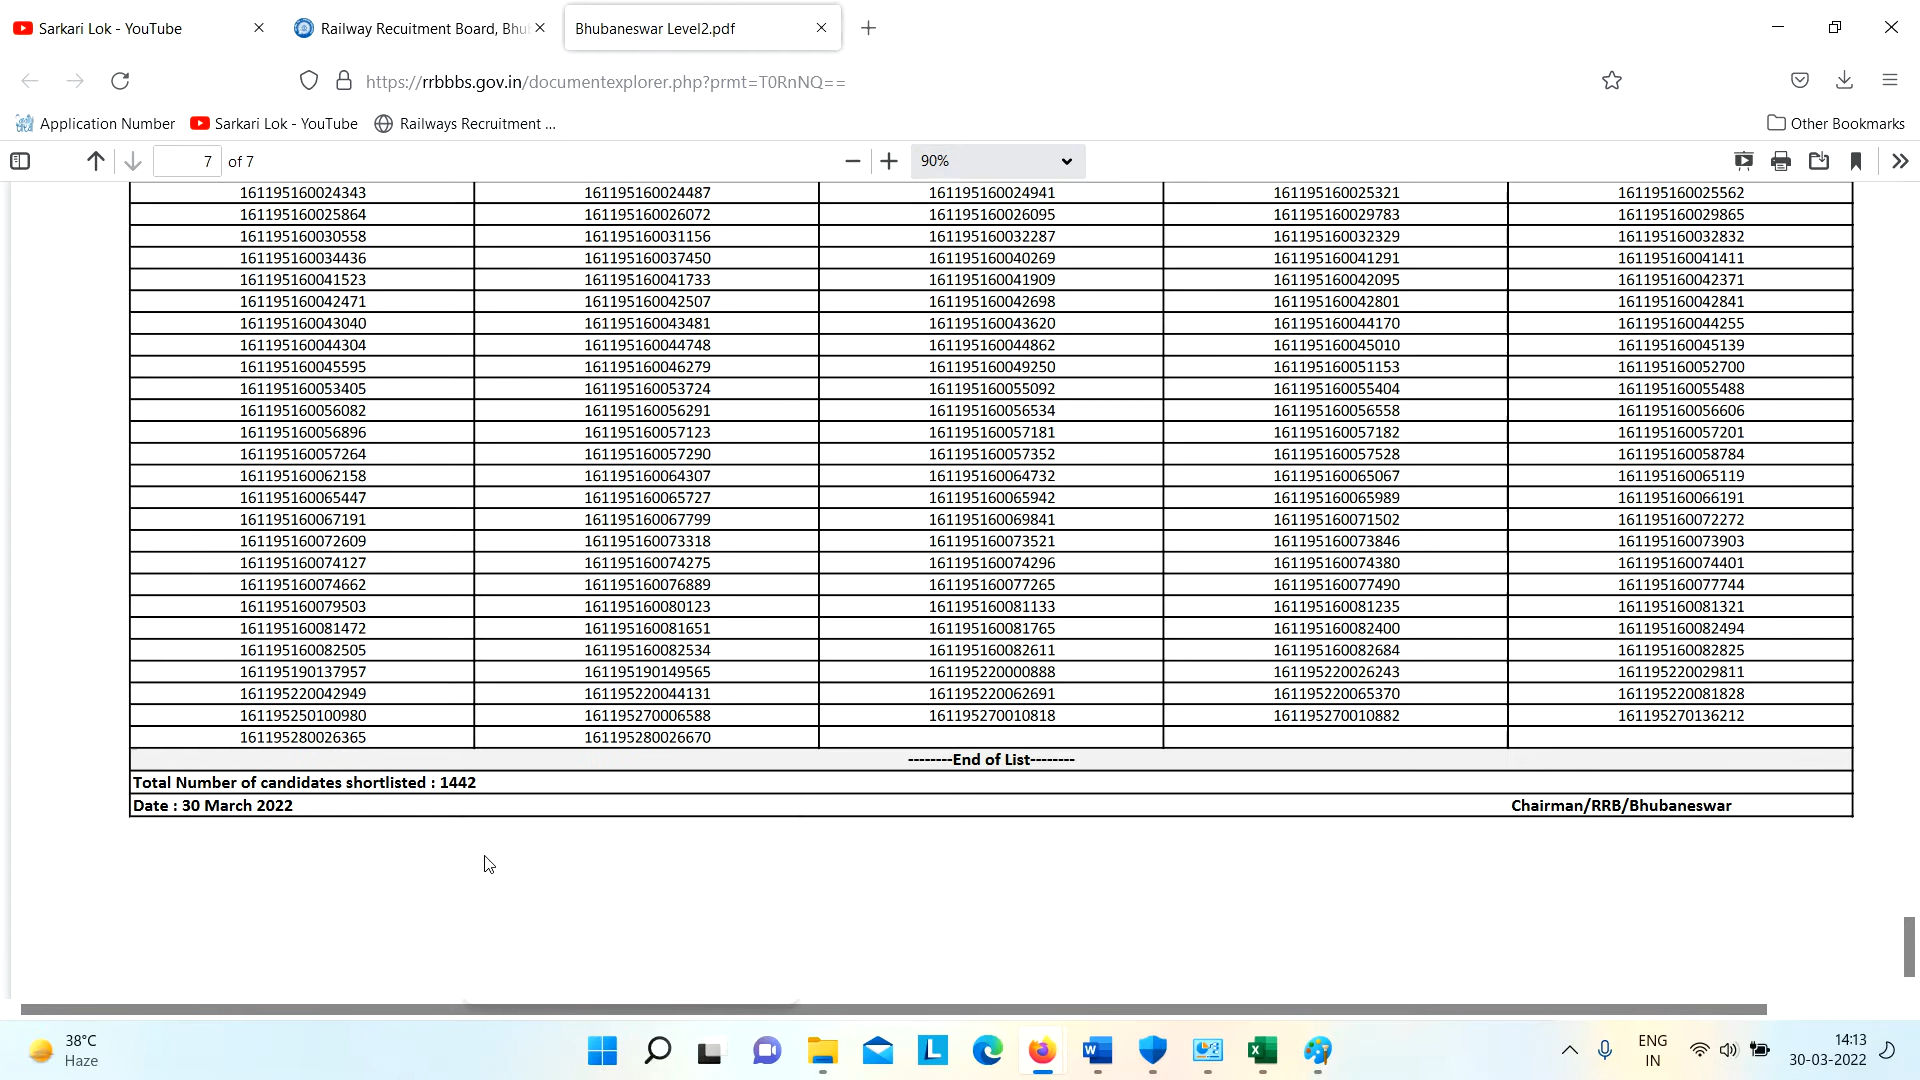 Sarkari Lok - YouTube
Railway Recuitment Board, Bhu
Bhubaneswar Level2.pdf
https://rrbbbs.gov.in/documentexplorer.php?prmt=T0RnNQ==
Application Number
Sarkari Lok - YouTube
Railways Recruitment ...
Other Bookmarks
7 of 7
90%
161195160024343 161195160024487 161195160024941 161195160025321 161195160025562
161195160025864 161195160026072 161195160026095 161195160029783 161195160029865
161195160030558 161195160031156 161195160032287 161195160032329 161195160032832
161195160034436 161195160037450 161195160040269 161195160041291 161195160041411
161195160041523 161195160041733 161195160041909 161195160042095 161195160042371
161195160042471 161195160042507 161195160042698 161195160042801 161195160042841
161195160043040 161195160043481 161195160043620 161195160044170 161195160044255
161195160044304 161195160044748 161195160044862 161195160045010 161195160045139
161195160045595 161195160046279 161195160049250 161195160051153 161195160052700
161195160053405 161195160053724 161195160055092 161195160055404 161195160055488
161195160056082 161195160056291 161195160056534 161195160056558 161195160056606
161195160056896 161195160057123 161195160057181 161195160057182 161195160057201
161195160057264 161195160057290 161195160057352 161195160057528 161195160058784
161195160062158 161195160064307 161195160064732 161195160065067 161195160065119
161195160065447 161195160065727 161195160065942 161195160065989 161195160066191
161195160067191 161195160067799 161195160069841 161195160071502 161195160072272
161195160072609 161195160073318 161195160073521 161195160073846 161195160073903
161195160074127 161195160074275 161195160074296 161195160074380 161195160074401
161195160074662 161195160076889 161195160077265 161195160077490 161195160077744
161195160079503 161195160080123 161195160081133 161195160081235 161195160081321
161195160081472 161195160081651 161195160081765 161195160082400 161195160082494
161195160082505 161195160082534 161195160082611 161195160082684 161195160082825
161195190137957 161195190149565 161195220000888 161195220026243 161195220029811
161195220042949 161195220044131 161195220062691 161195220065370 161195220081828
161195250100980 161195270006588 161195270010818 161195270010882 161195270136212
161195280026365 161195280026670
--------End of List--------
Total Number of candidates shortlisted : 1442
Date : 30 March 2022 Chairman/RRB/Bhubaneswar
38°C
Haze
ENG
IN
14:13
30-03-2022